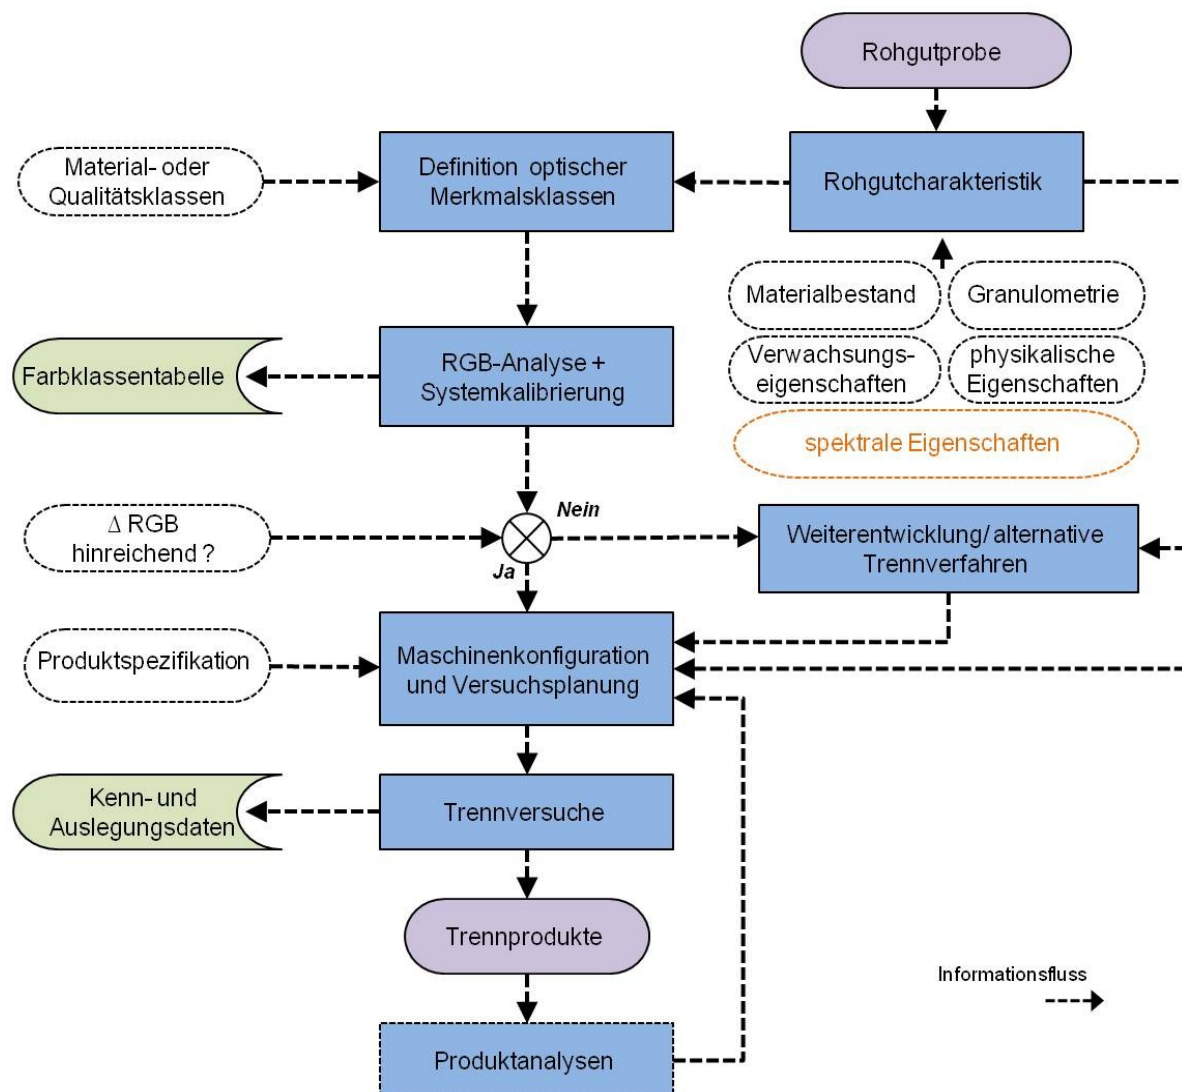 Rohgutprobe
Material- oder
Qualitätsklassen
Definition optischer
Merkmalsklassen
Rohgutcharakteristik
Materialbestand
Granulometrie
Verwachsungs-
eigenschaften
physikalische
Eigenschaften
spektrale Eigenschaften
Farbklassentabelle
RGB-Analyse +
Systemkalibrierung
Δ RGB
hinreichend ?
Nein
Ja
Weiterentwicklung/alternative
Trennverfahren
Produktspezifikation
Maschinenkonfiguration
und Versuchsplanung
Kenn- und
Auslegungsdaten
Trennversuche
Trennprodukte
Informationsfluss
Produktanalysen